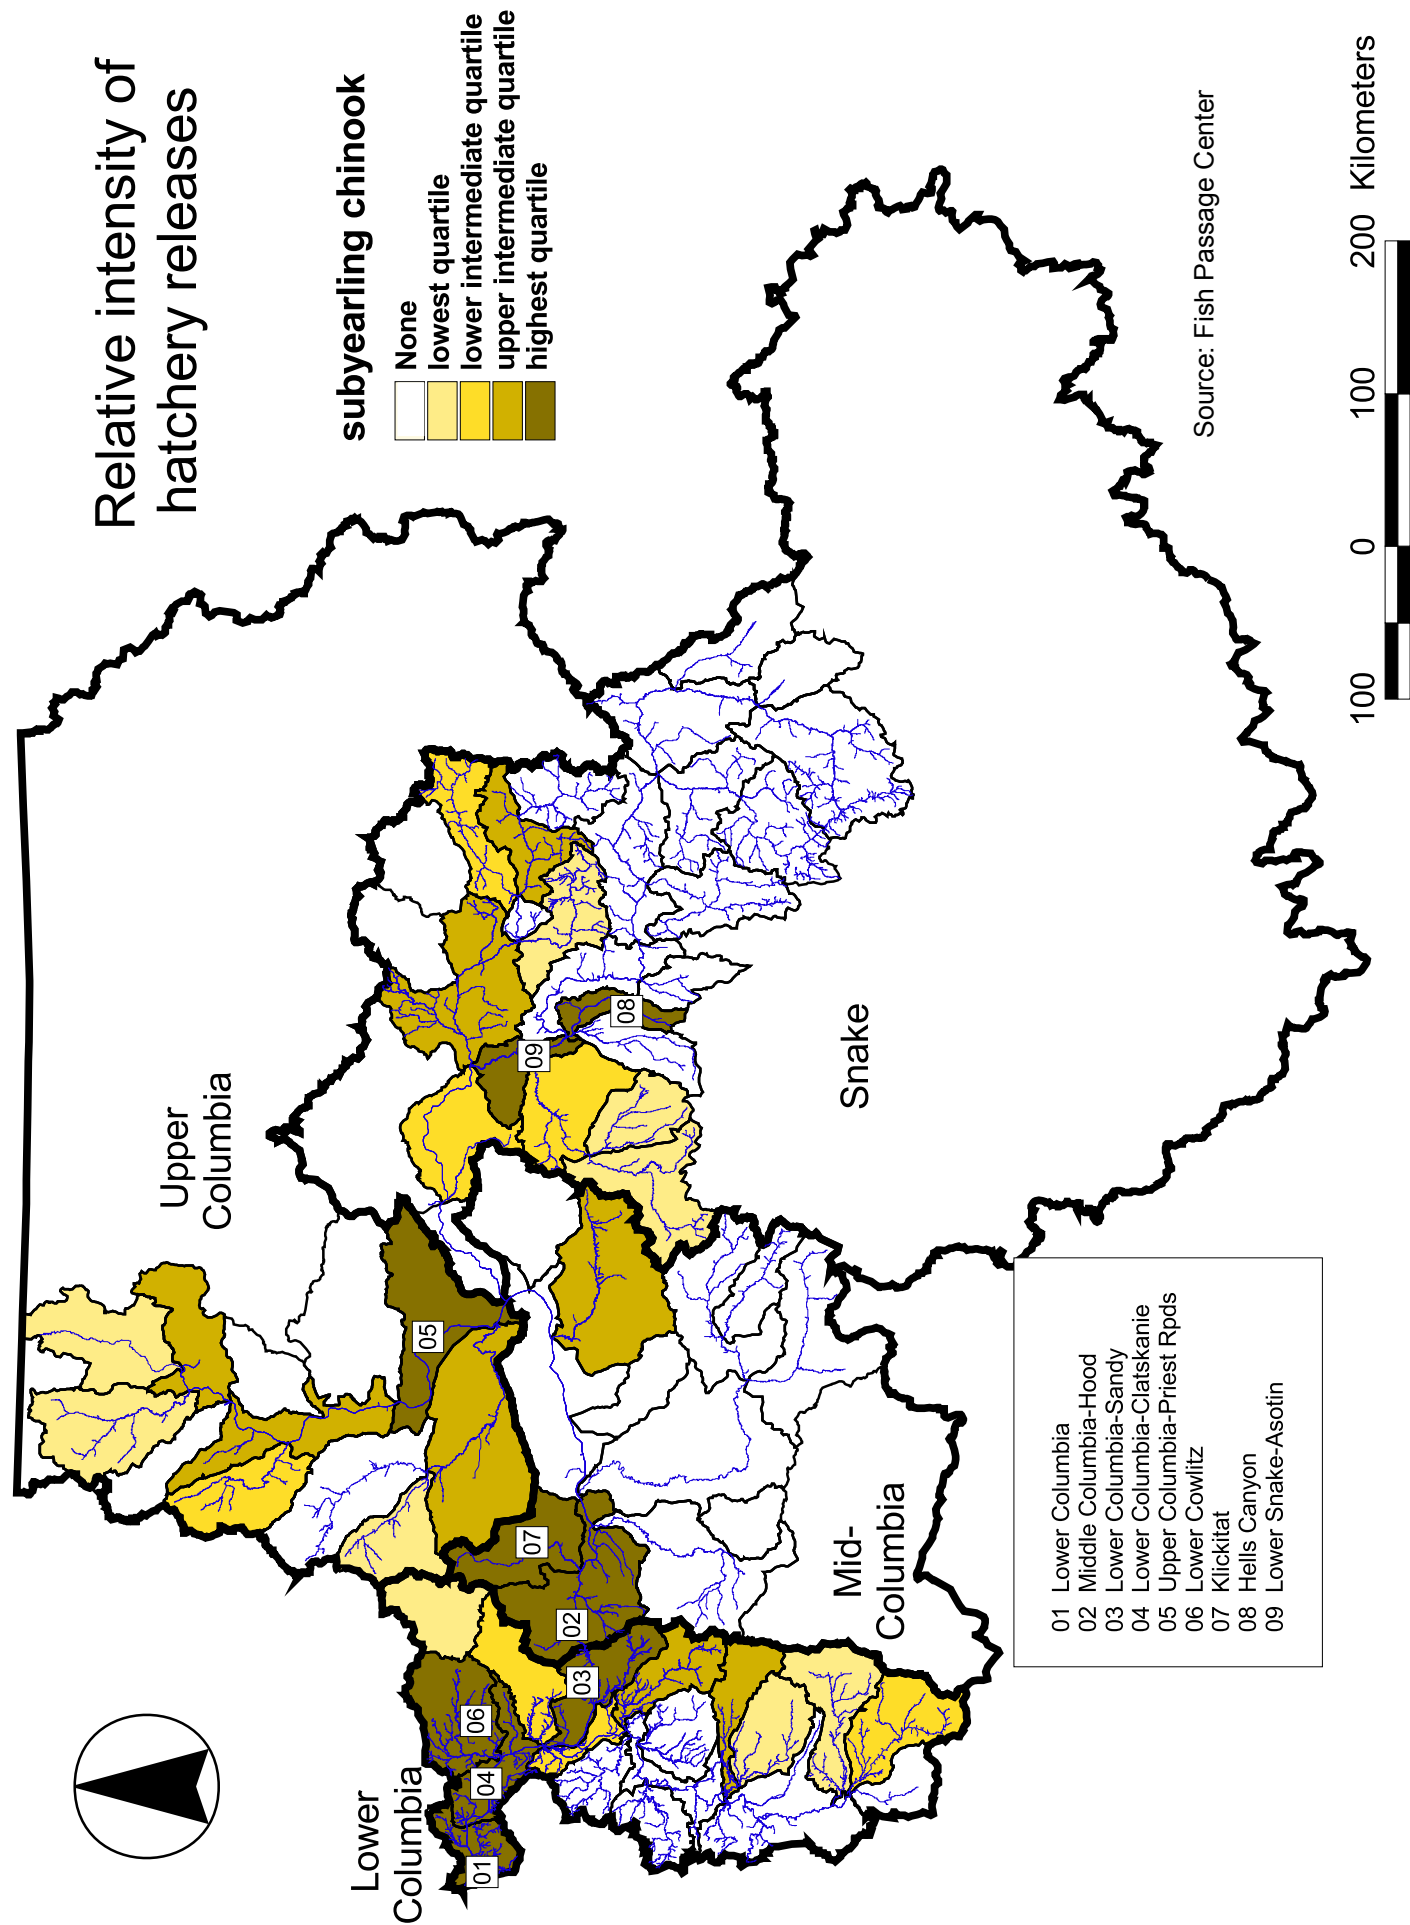 Relative intensity of
hatchery releases
subyearling chinook
None
lowest quartile
lower intermediate quartile
upper intermediate quartile
highest quartile
Upper
Columbia
Lower
Columbia
Mid-
Columbia
Snake
01
02
03
04
05
06
07
08
09
01 Lower Columbia
02 Middle Columbia-Hood
03 Lower Columbia-Sandy
04 Lower Columbia-Clatskanie
05 Upper Columbia-Priest Rpds
06 Lower Cowlitz
07 Klickitat
08 Hells Canyon
09 Lower Snake-Asotin
Source: Fish Passage Center
100 0 100 200 Kilometers